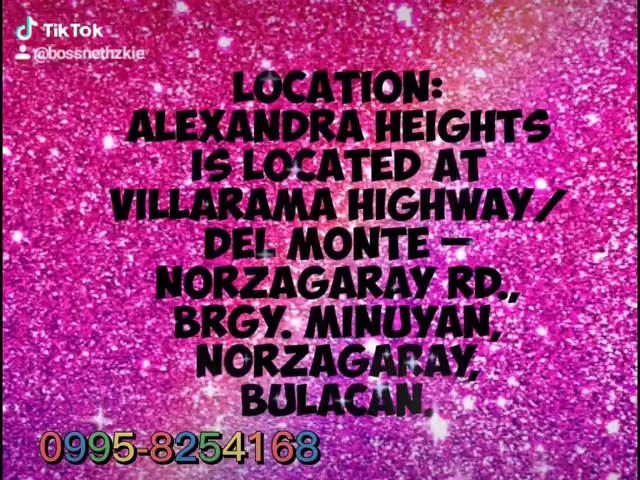 TikTok
@bossnethzkie
LOCATION:
ALEXANDRA HEIGHTS
IS LOCATED AT
VILLARAMA HIGHWAY/
DEL MONTE –
NORZAGARAY RD.,
BRGY. MINUYAN,
NORZAGARAY,
BULACAN.
0995-8254168